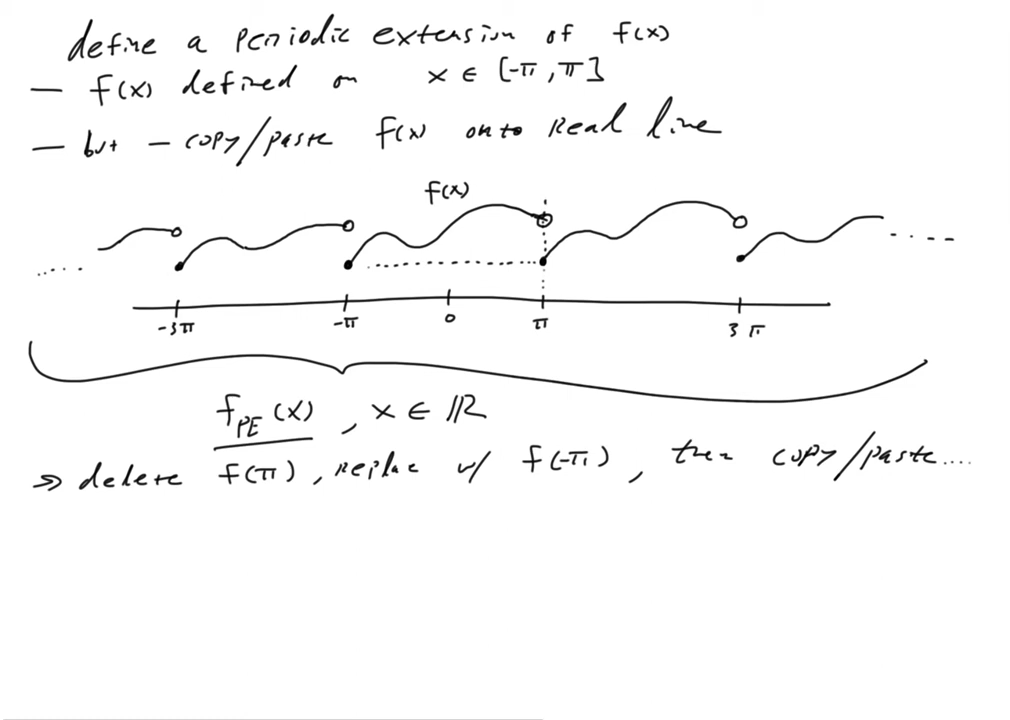 define a periodic extension of f(x)
— f(x) defined on x ∈ [-π, π]
— but — copy/paste f(x) onto Real line
f(x)
-3π -π 0 π 3π
f_PE(x), x ∈ ℝ
⇒ delete f(π), replac w/ f(-π), then copy/paste....